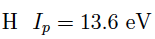 H I_p = 13.6 eV